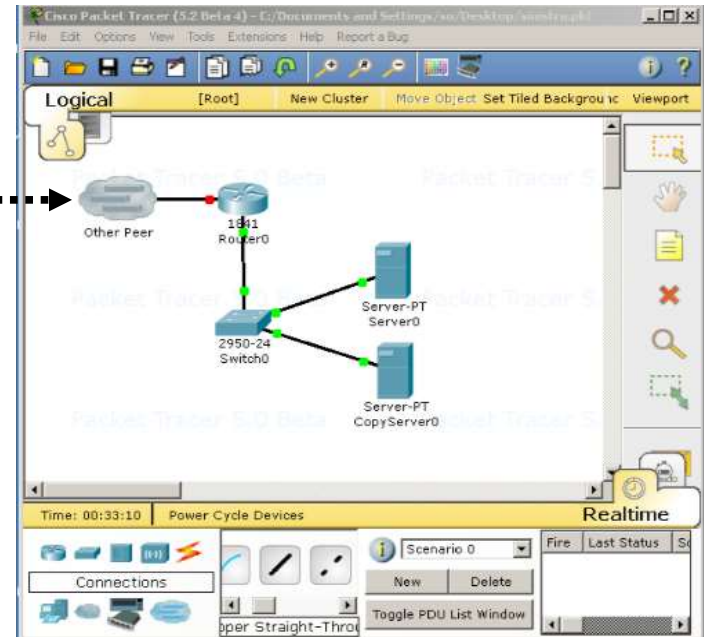 Cisco Packet Tracer (5.2 Beta 4) - E:/Documents and Settings/
File Edit Options View Tools Extensions Help Report a Bug
i ?
Logical [Root] New Cluster Move Object Set Tiled Background Viewport
Other Peer
1841
Router0
Server-PT
Server0
2950-24
Switch0
Server-PT
CopyServer0
Time: 00:33:10 Power Cycle Devices Realtime
i Scenario 0 Fire Last Status
Connections New Delete
Toggle PDU List Window
pper Straight-Throu